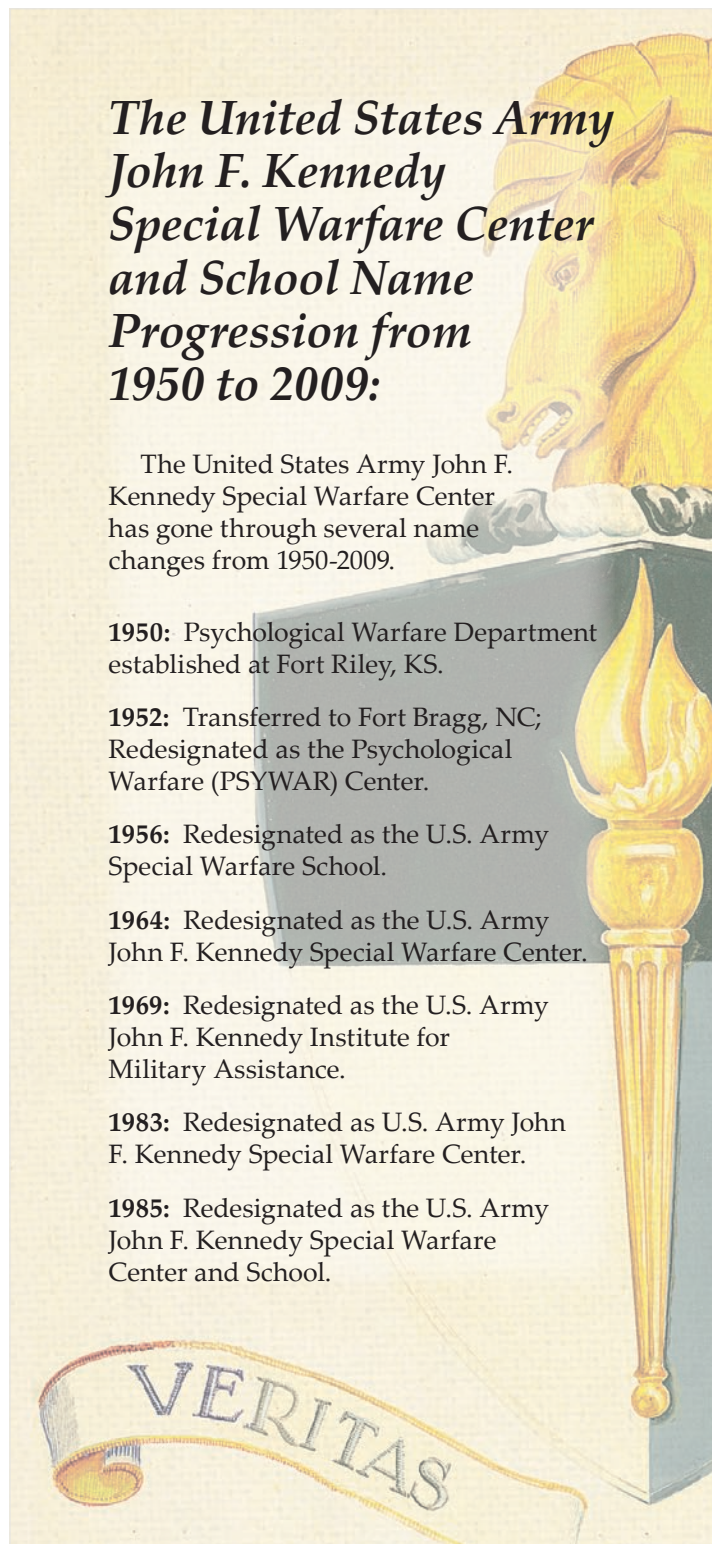 The United States Army
John F. Kennedy
Special Warfare Center
and School Name
Progression from
1950 to 2009:
The United States Army John F.
Kennedy Special Warfare Center
has gone through several name
changes from 1950-2009.
1950: Psychological Warfare Department
established at Fort Riley, KS.
1952: Transferred to Fort Bragg, NC;
Redesignated as the Psychological
Warfare (PSYWAR) Center.
1956: Redesignated as the U.S. Army
Special Warfare School.
1964: Redesignated as the U.S. Army
John F. Kennedy Special Warfare Center.
1969: Redesignated as the U.S. Army
John F. Kennedy Institute for
Military Assistance.
1983: Redesignated as U.S. Army John
F. Kennedy Special Warfare Center.
1985: Redesignated as the U.S. Army
John F. Kennedy Special Warfare
Center and School.
VERITAS